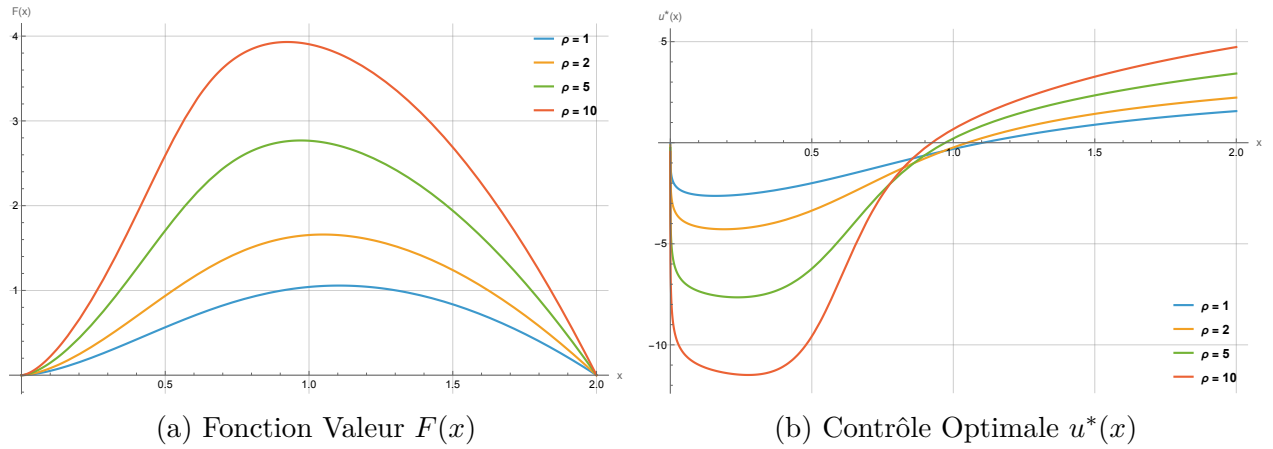 F(x)
4
3
2
1
0.5
1.0
1.5
2.0
x
ρ = 1
ρ = 2
ρ = 5
ρ = 10
(a) Fonction Valeur F(x)
u*(x)
5
-5
-10
0.5
1.0
1.5
2.0
x
ρ = 1
ρ = 2
ρ = 5
ρ = 10
(b) Contrôle Optimale u*(x)